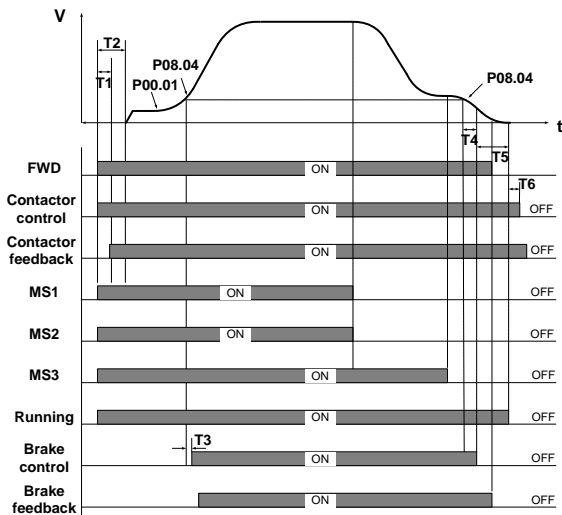 V
T2
P08.04
T1
P00.01
P08.04
t
T4
T5
FWD
ON
T6
Contactor
control
ON
OFF
Contactor
feedback
ON
OFF
MS1
ON
OFF
MS2
ON
OFF
MS3
ON
OFF
Running
ON
OFF
T3
Brake
control
ON
OFF
Brake
feedback
ON
OFF